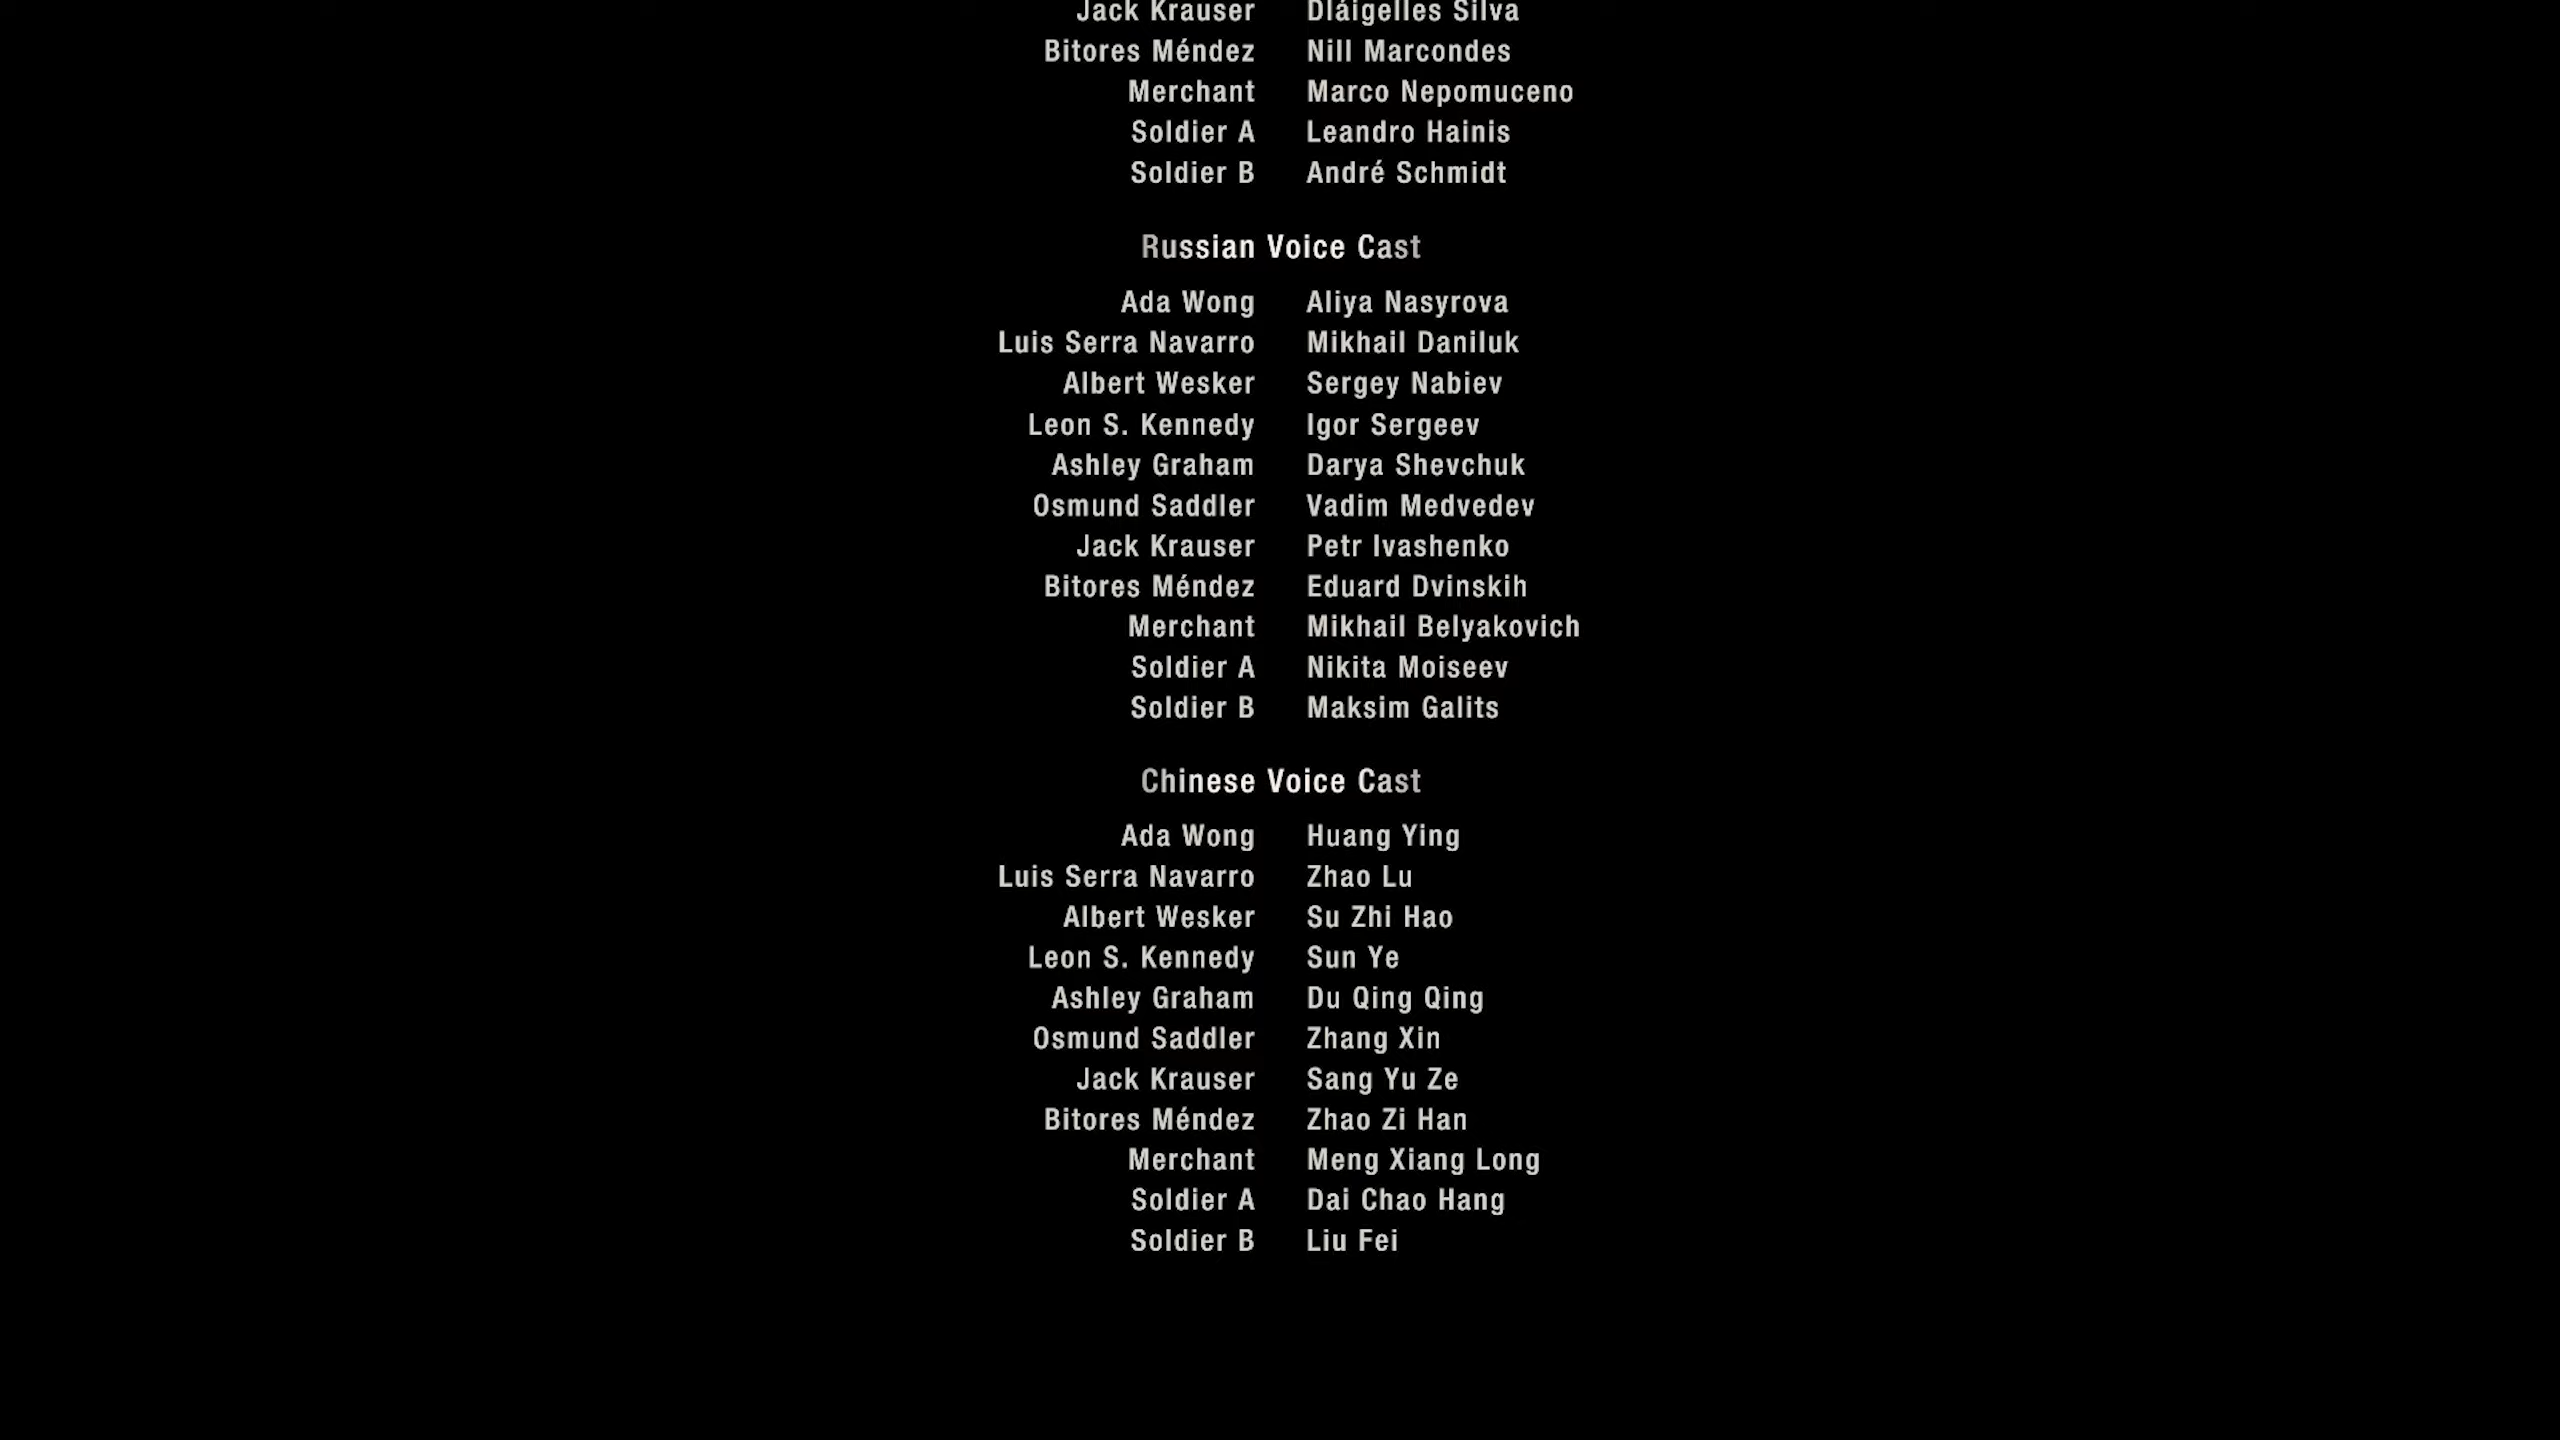 Jack Krauser Dláigelles Silva
Bitores Méndez Nill Marcondes
Merchant Marco Nepomuceno
Soldier A Leandro Hainis
Soldier B André Schmidt
Russian Voice Cast
Ada Wong Aliya Nasyrova
Luis Serra Navarro Mikhail Daniluk
Albert Wesker Sergey Nabiev
Leon S. Kennedy Igor Sergeev
Ashley Graham Darya Shevchuk
Osmund Saddler Vadim Medvedev
Jack Krauser Petr Ivashenko
Bitores Méndez Eduard Dvinskih
Merchant Mikhail Belyakovich
Soldier A Nikita Moiseev
Soldier B Maksim Galits
Chinese Voice Cast
Ada Wong Huang Ying
Luis Serra Navarro Zhao Lu
Albert Wesker Su Zhi Hao
Leon S. Kennedy Sun Ye
Ashley Graham Du Qing Qing
Osmund Saddler Zhang Xin
Jack Krauser Sang Yu Ze
Bitores Méndez Zhao Zi Han
Merchant Meng Xiang Long
Soldier A Dai Chao Hang
Soldier B Liu Fei